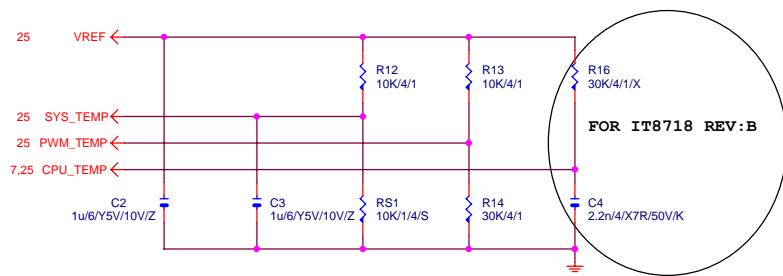 25 VREF
R12
10K/4/1
R13
10K/4/1
R16
30K/4/1/X
25 SYS_TEMP
FOR IT8718 REV:B
25 PWM_TEMP
7,25 CPU_TEMP
C2
1u/6/Y5V/10V/Z
C3
1u/6/Y5V/10V/Z
RS1
10K/1/4/S
R14
30K/4/1
C4
2.2n/4/X7R/50V/K